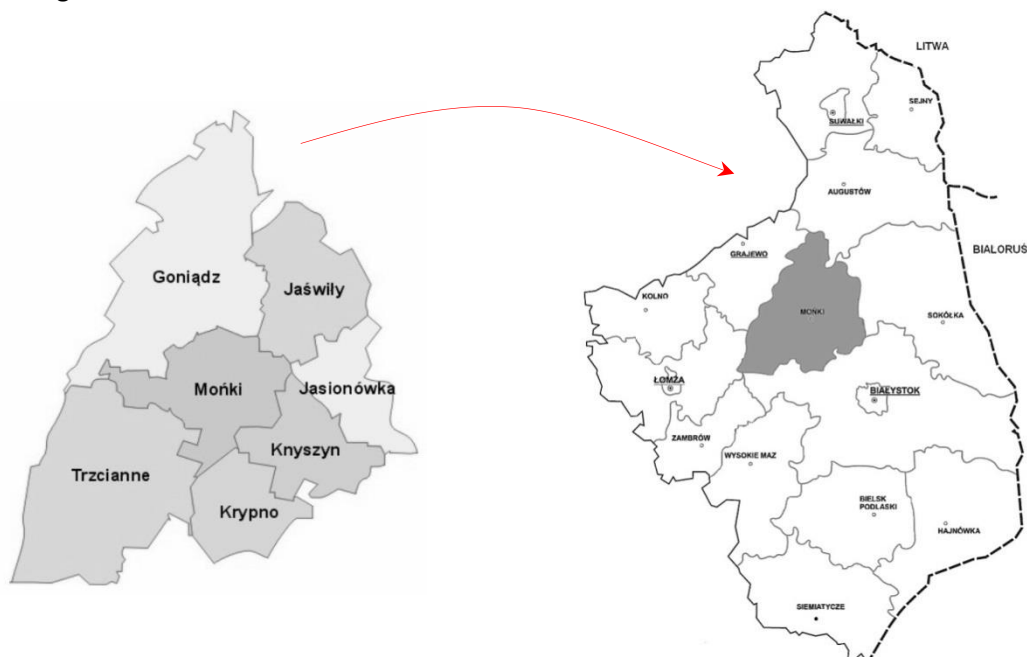 Goniądz
Jaświły
Mońki
Jasionówka
Knyszyn
Trzcianne
Krypno
LITWA
SEJNY
SUWAŁKI
AUGUSTÓW
BIALORUŚ
GRAJEWO
KOLNO
MOŃKI
SOKÓŁKA
ŁOMŻA
BIAŁYSTOK
ZAMBRÓW
WYSOKIE MAZ
BIELSK
PODLASKI
HAJNÓWKA
SIEMIATYCZE